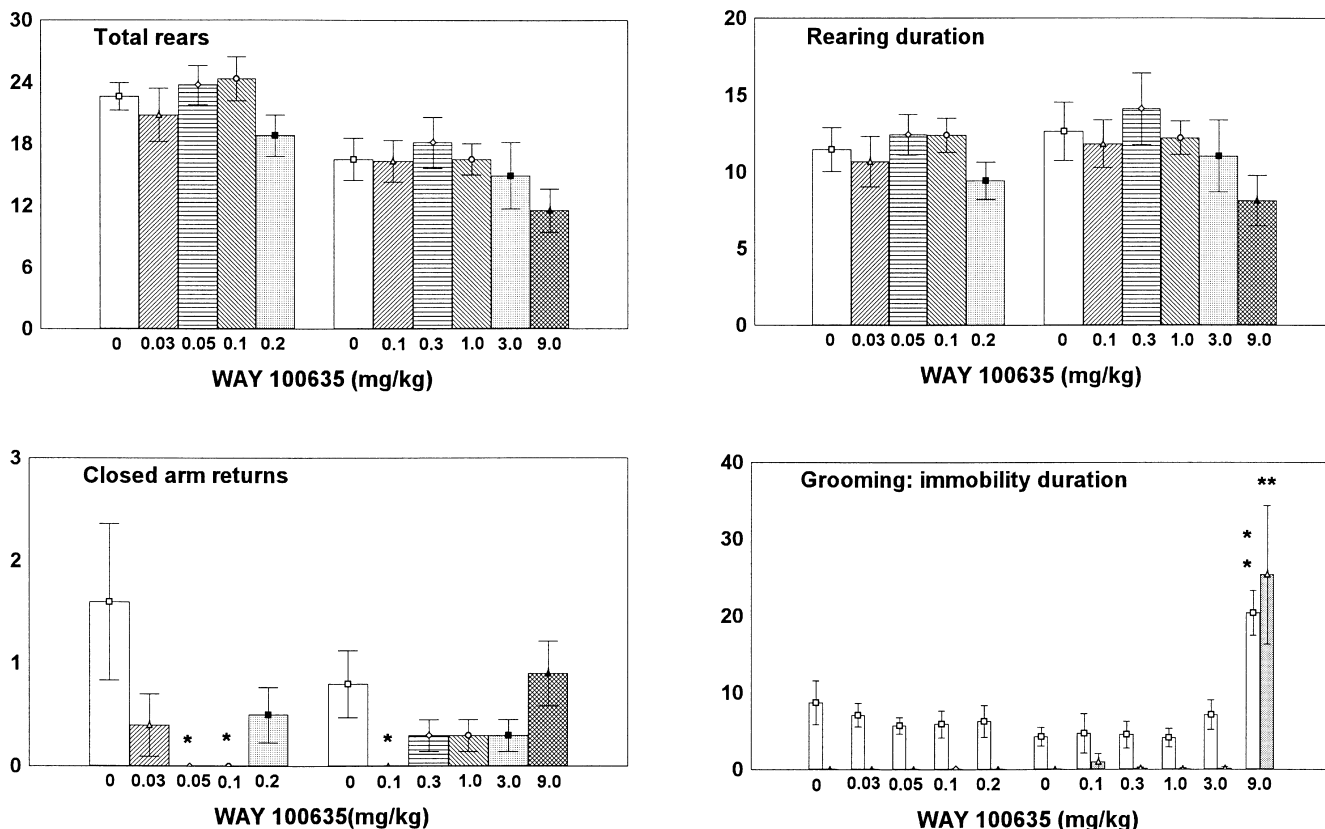 Total rears
30
24
18
12
6
0
0 0.03 0.05 0.1 0.2 0 0.1 0.3 1.0 3.0 9.0
WAY 100635 (mg/kg)
Rearing duration
20
15
10
5
0
0 0.03 0.05 0.1 0.2 0 0.1 0.3 1.0 3.0 9.0
WAY 100635 (mg/kg)
Closed arm returns
3
2
1
* * *
0
0 0.03 0.05 0.1 0.2 0 0.1 0.3 1.0 3.0 9.0
WAY 100635(mg/kg)
Grooming: immobility duration
40
**
30
*
*
20
10
0
0 0.03 0.05 0.1 0.2 0 0.1 0.3 1.0 3.0 9.0
WAY 100635 (mg/kg)